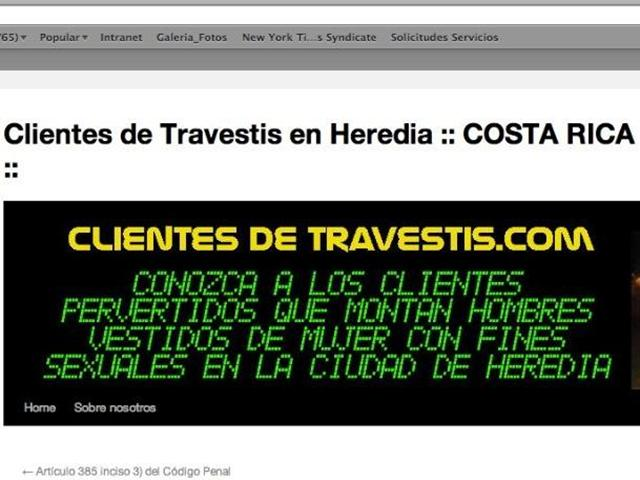 765) Popular Intranet Galeria_Fotos New York Ti...s Syndicate Solicitudes Servicios
Clientes de Travestis en Heredia :: COSTA RICA
::
CLIENTES DE TRAVESTIS.COM
CONOZCA A LOS CLIENTES
PERVERTIDOS QUE MONTAN HOMBRES
VESTIDOS DE MUJER CON FINES
SEXUALES EN LA CIUDAD DE HEREDIA
Home Sobre nosotros
← Artículo 385 inciso 3) del Código Penal